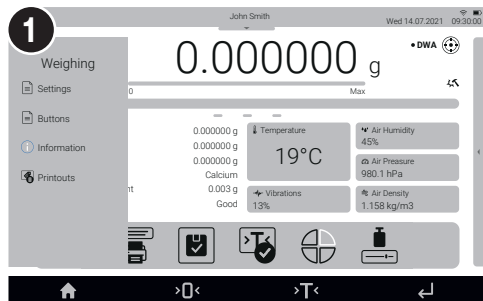 1
John Smith
Wed 14.07.2021 09:30:00
Weighing
Settings
Buttons
Information
Printouts
0.000000 g
• DWA
0
Max
0.000000 g
0.000000 g
0.000000 g
Calcium
nt 0.003 g
Good
Temperature
19°C
Vibrations
13%
Air Humidity
45%
Air Preasure
980.1 hPa
Air Density
1.158 kg/m3
>T<
>0<
>T<